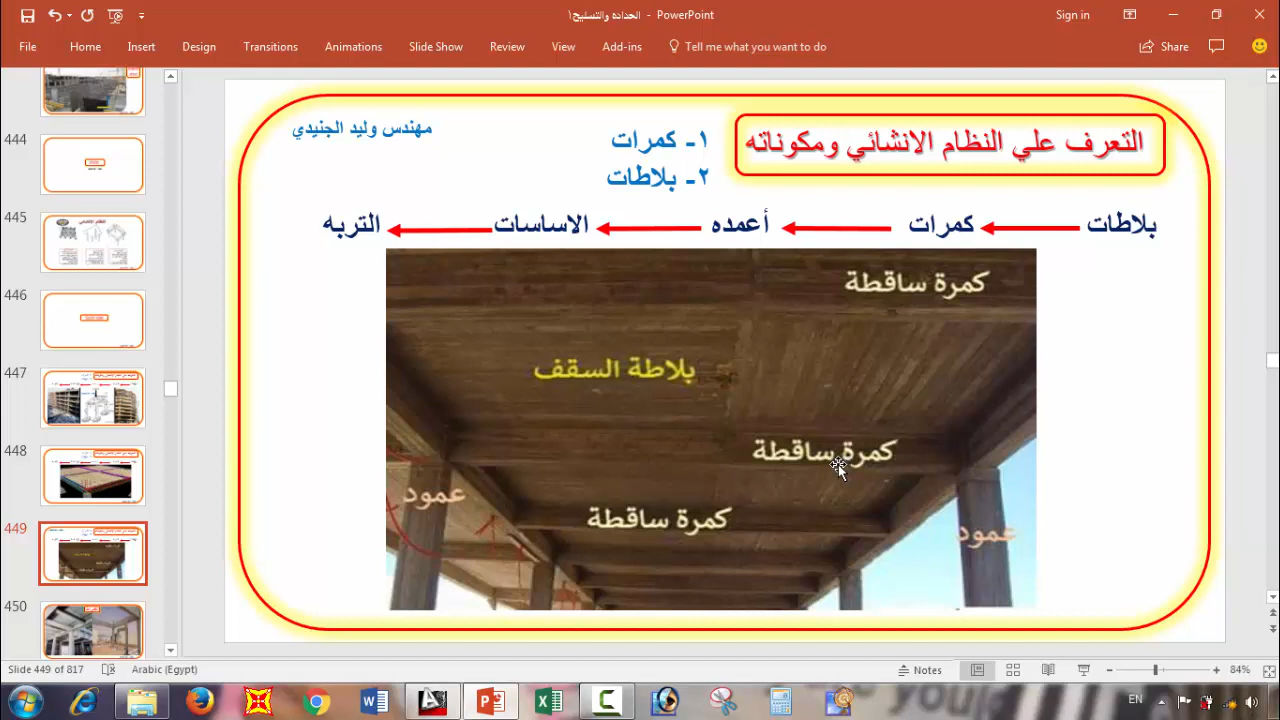 الحداده والتسليح١ - PowerPoint
Sign in
File Home Insert Design Transitions Animations Slide Show Review View Add-ins Tell me what you want to do Share
444
445
446
447
448
449
450
التعرف علي النظام الانشائي ومكوناته
١- كمرات
٢- بلاطات
مهندس وليد الجنيدي
بلاطات كمرات أعمده الاساسات التربه
كمرة ساقطة
بلاطة السقف
كمرة ساقطة
عمود
كمرة ساقطة
عمود
Slide 449 of 817 Arabic (Egypt) Notes 84%
EN